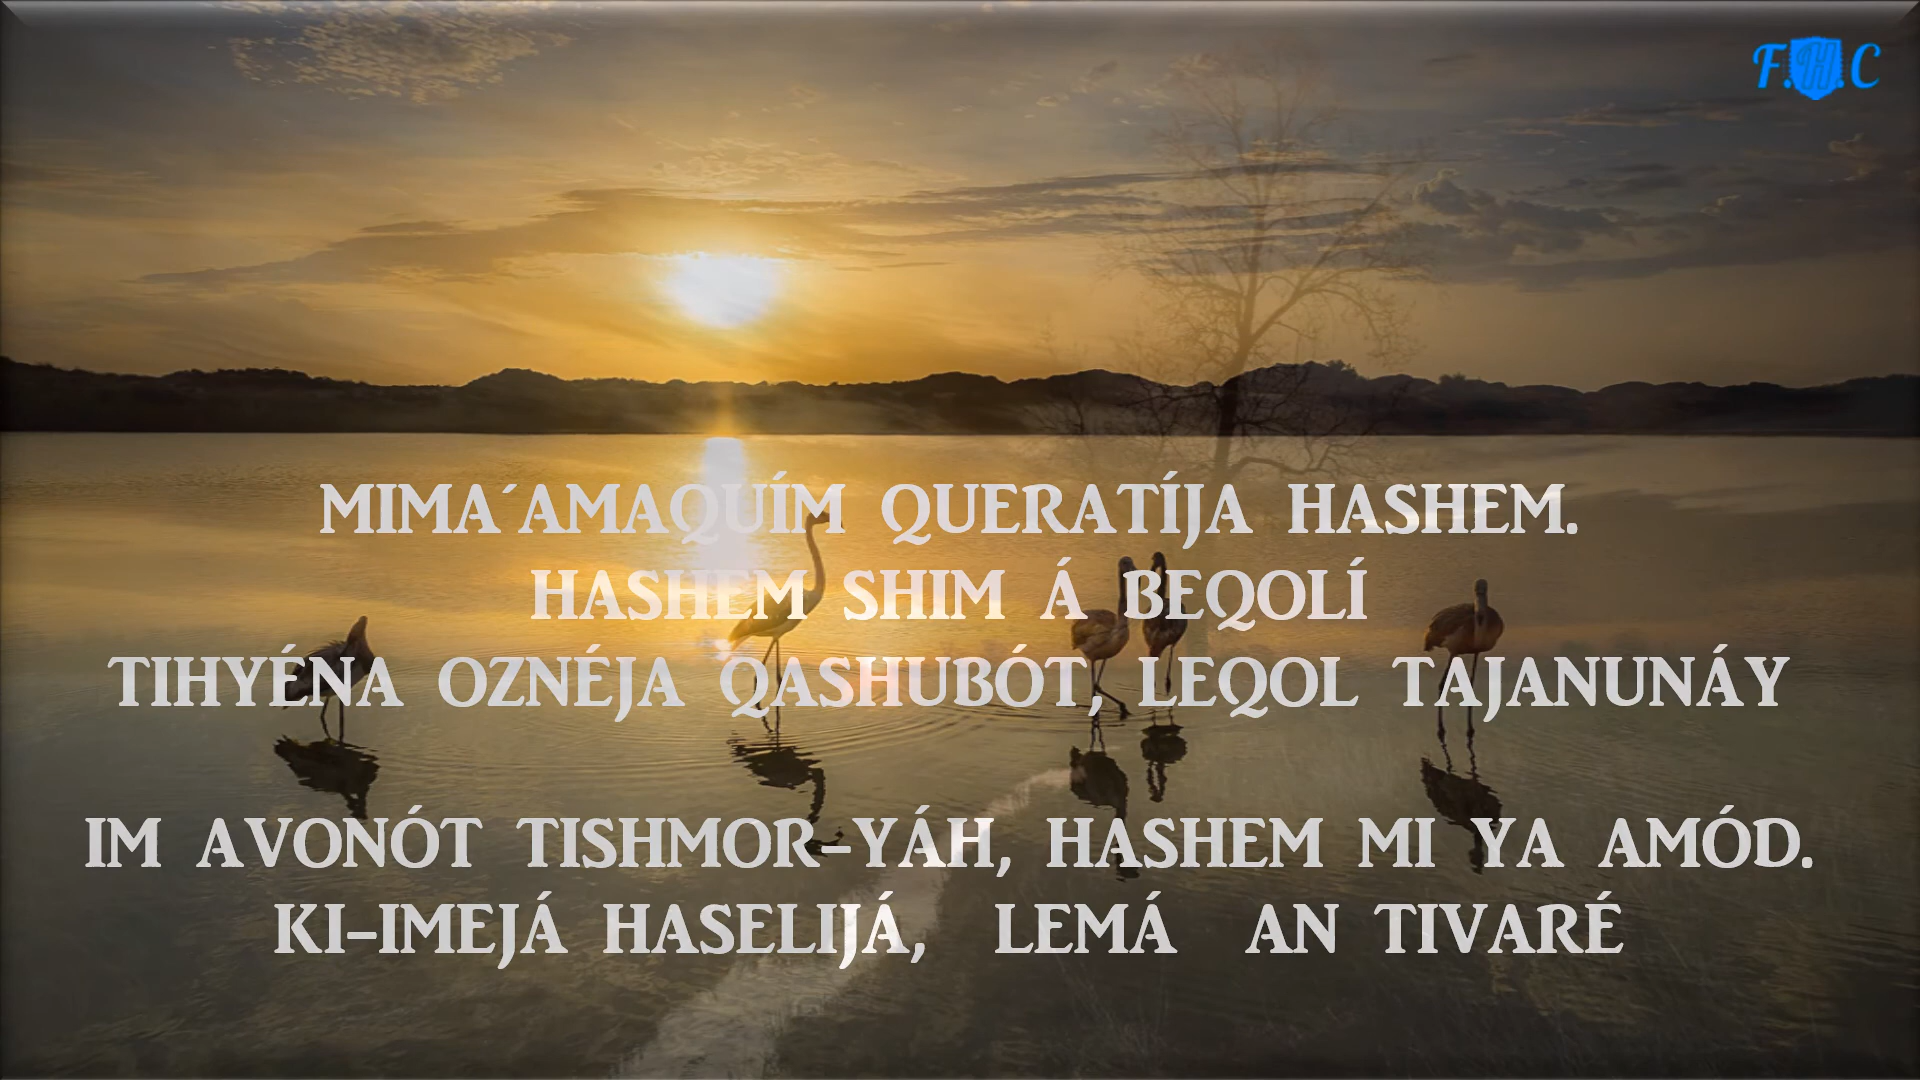 F.H.C
MIMA´AMAQUÍM QUERATÍJA HASHEM.
HASHEM SHIM Á BEQOLÍ
TIHYÉNA OZNÉJA QASHUBÓT, LEQOL TAJANUNÁY
IM AVONÓT TISHMOR-YÁH, HASHEM MI YA AMÓD.
KI-IMEJÁ HASELIJÁ, LEMÁ AN TIVARÉ